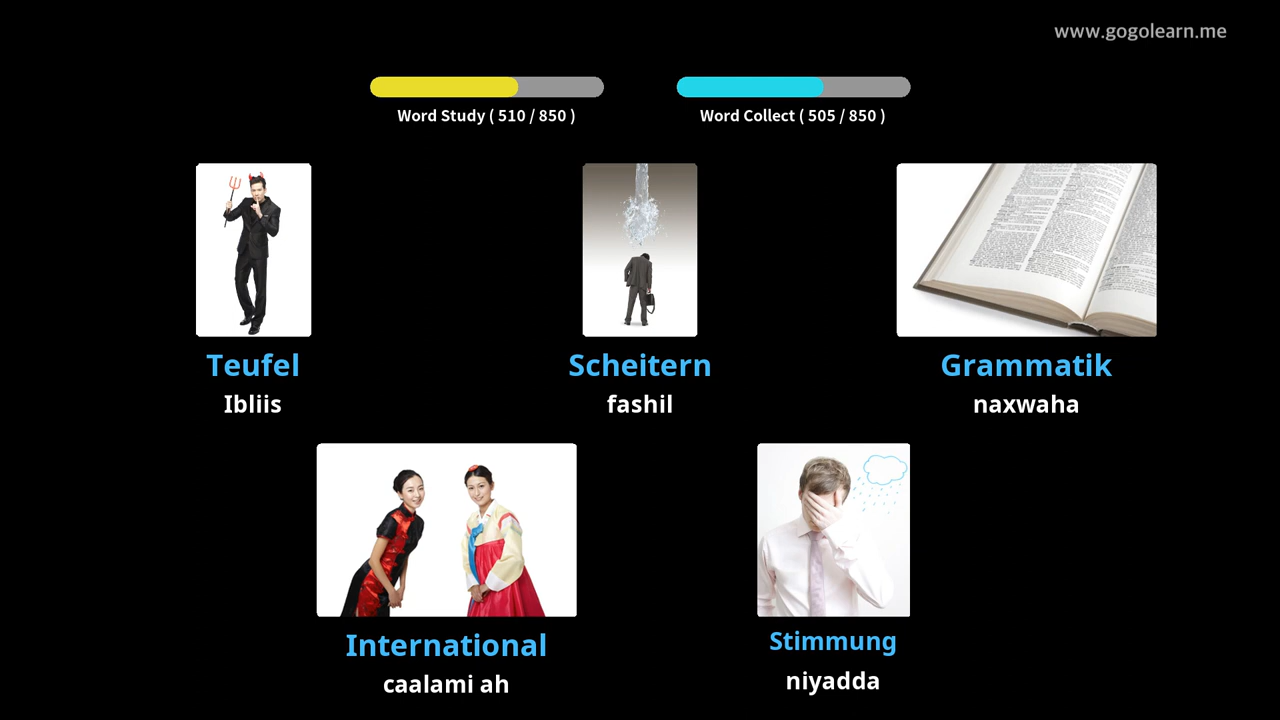 www.gogolearn.me
Word Study ( 510 / 850 )
Word Collect ( 505 / 850 )
Teufel
Ibliis
Scheitern
fashil
Grammatik
naxwaha
International
caalami ah
Stimmung
niyadda